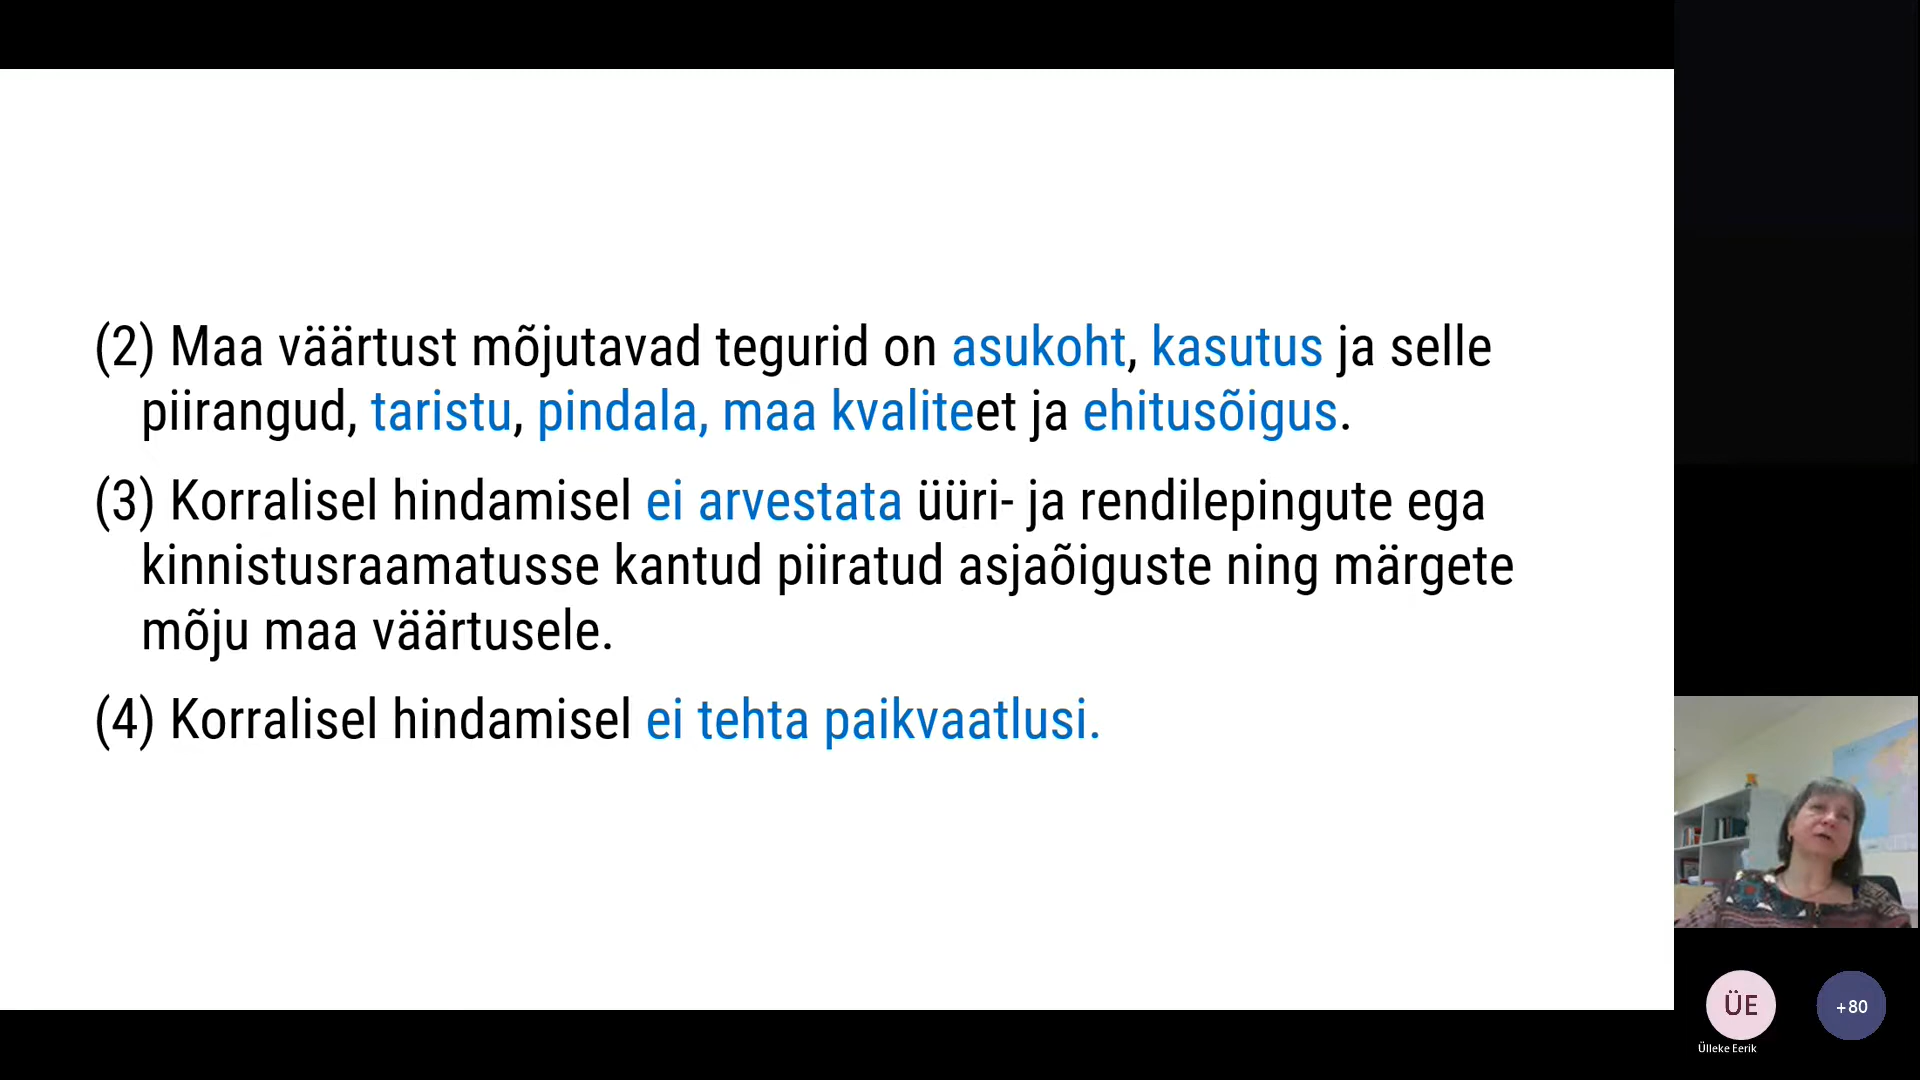 (2) Maa väärtust mõjutavad tegurid on asukoht, kasutus ja selle
piirangud, taristu, pindala, maa kvaliteet ja ehitusõigus.
(3) Korralisel hindamisel ei arvestata üüri- ja rendilepingute ega
kinnistusraamatusse kantud piiratud asjaõiguste ning märgete
mõju maa väärtusele.
(4) Korralisel hindamisel ei tehta paikvaatlusi.
ÜE
+80
Ülleke Eerik